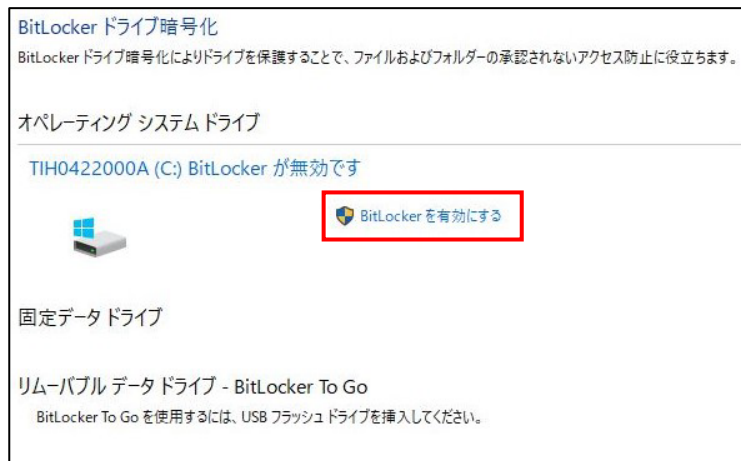 BitLocker ドライブ暗号化
BitLocker ドライブ暗号化によりドライブを保護することで、ファイルおよびフォルダーの承認されないアクセス防止に役立ちます。
オペレーティング システム ドライブ
TIH0422000A (C:) BitLocker が無効です
BitLocker を有効にする
固定データ ドライブ
リムーバブル データ ドライブ - BitLocker To Go
BitLocker To Go を使用するには、USB フラッシュ ドライブを挿入してください。